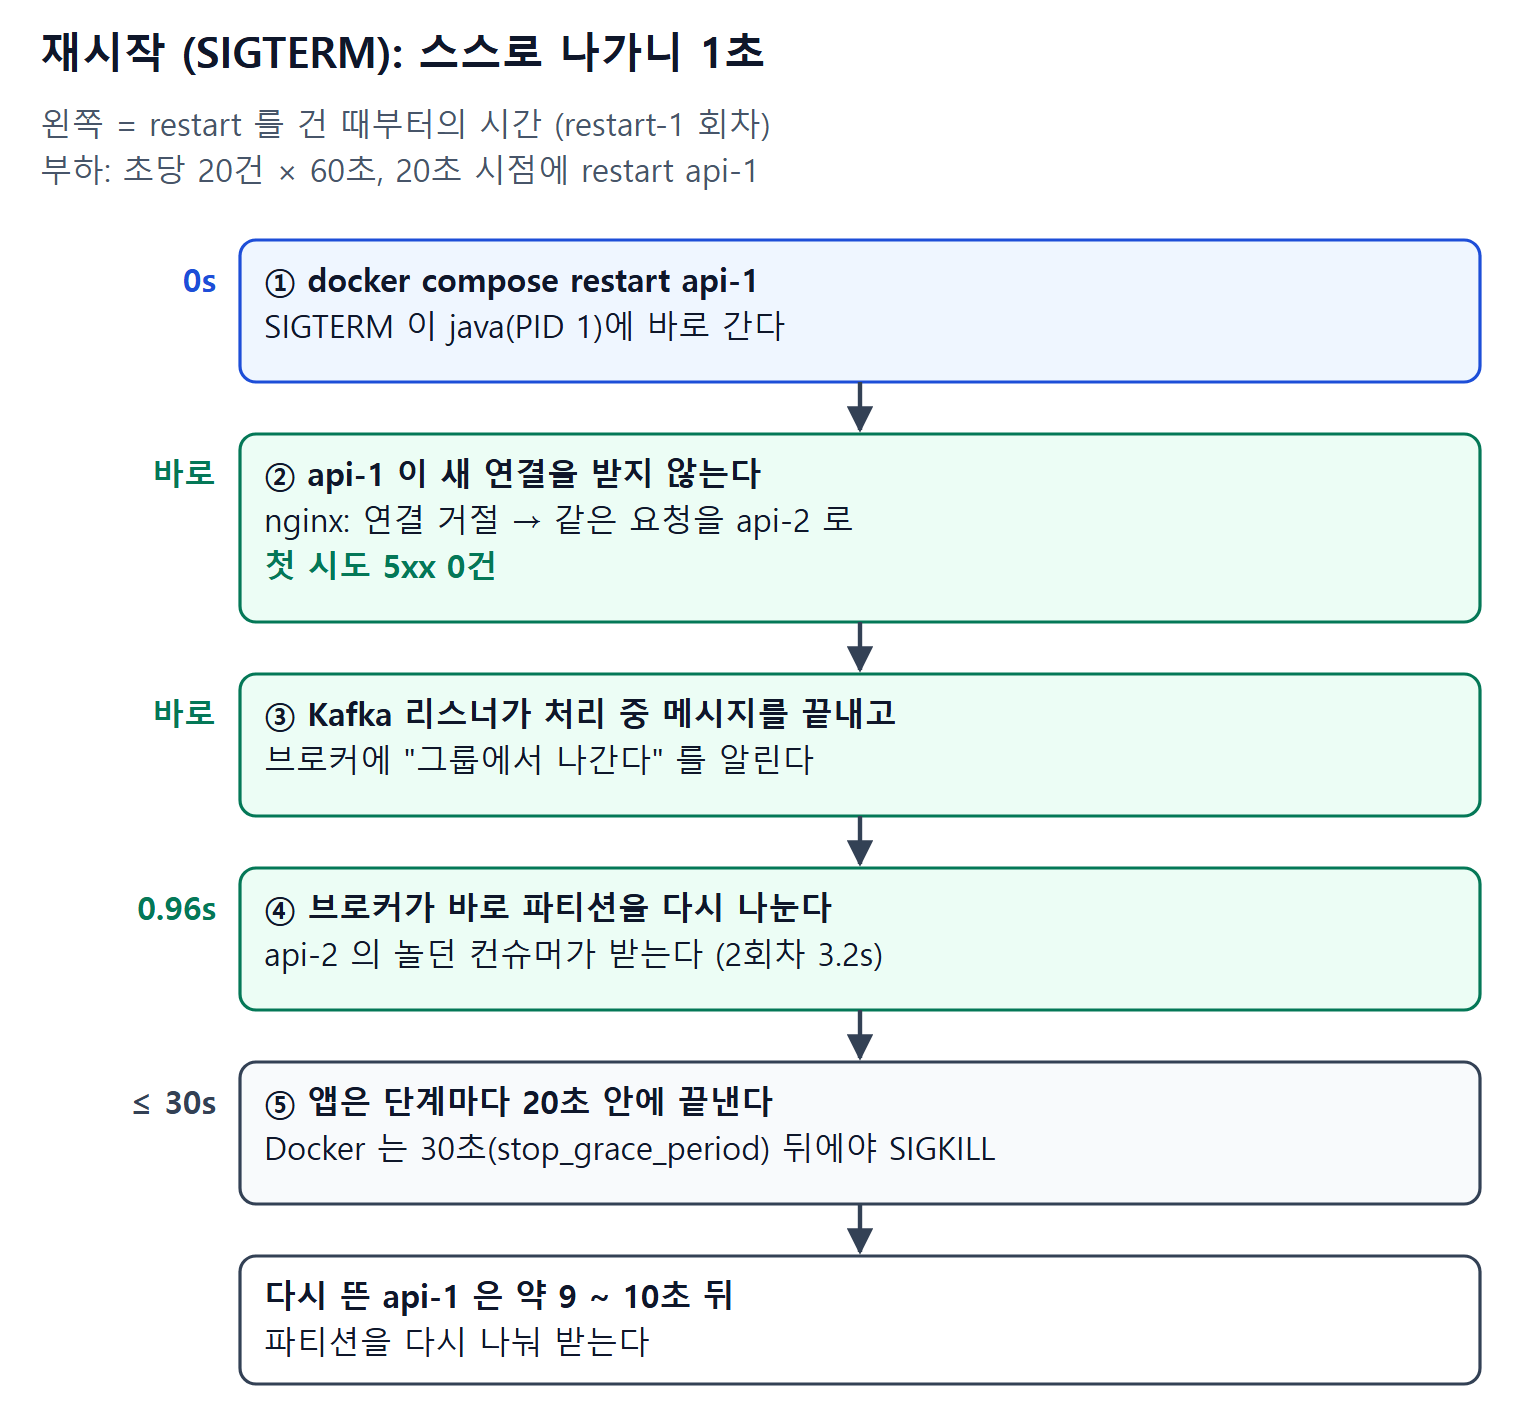 재시작 (SIGTERM): 스스로 나가니 1초
왼쪽 = restart 를 건 때부터의 시간 (restart-1 회차)
부하: 초당 20건 × 60초, 20초 시점에 restart api-1
0s
① docker compose restart api-1
SIGTERM 이 java(PID 1)에 바로 간다
바로
② api-1 이 새 연결을 받지 않는다
nginx: 연결 거절 → 같은 요청을 api-2 로
첫 시도 5xx 0건
바로
③ Kafka 리스너가 처리 중 메시지를 끝내고
브로커에 "그룹에서 나간다" 를 알린다
0.96s
④ 브로커가 바로 파티션을 다시 나눈다
api-2 의 놀던 컨슈머가 받는다 (2회차 3.2s)
≤ 30s
⑤ 앱은 단계마다 20초 안에 끝낸다
Docker 는 30초(stop_grace_period) 뒤에야 SIGKILL
다시 뜬 api-1 은 약 9 ~ 10초 뒤
파티션을 다시 나눠 받는다